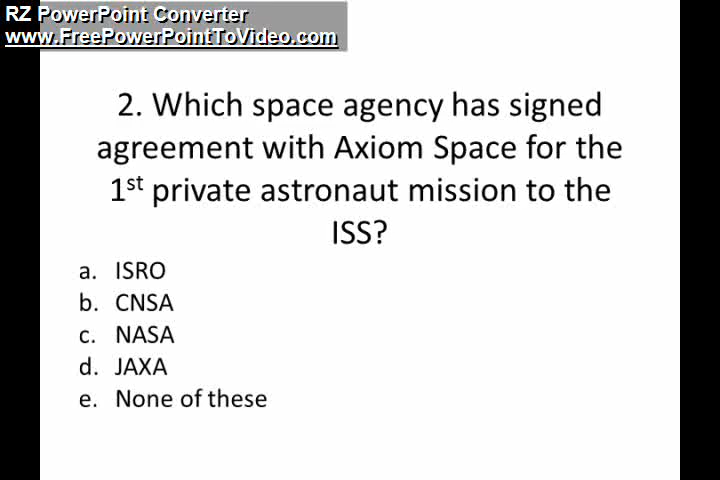 RZ PowerPoint Converter
www.FreePowerPointToVideo.com
2. Which space agency has signed
agreement with Axiom Space for the
1st private astronaut mission to the
ISS?
a. ISRO
b. CNSA
c. NASA
d. JAXA
e. None of these